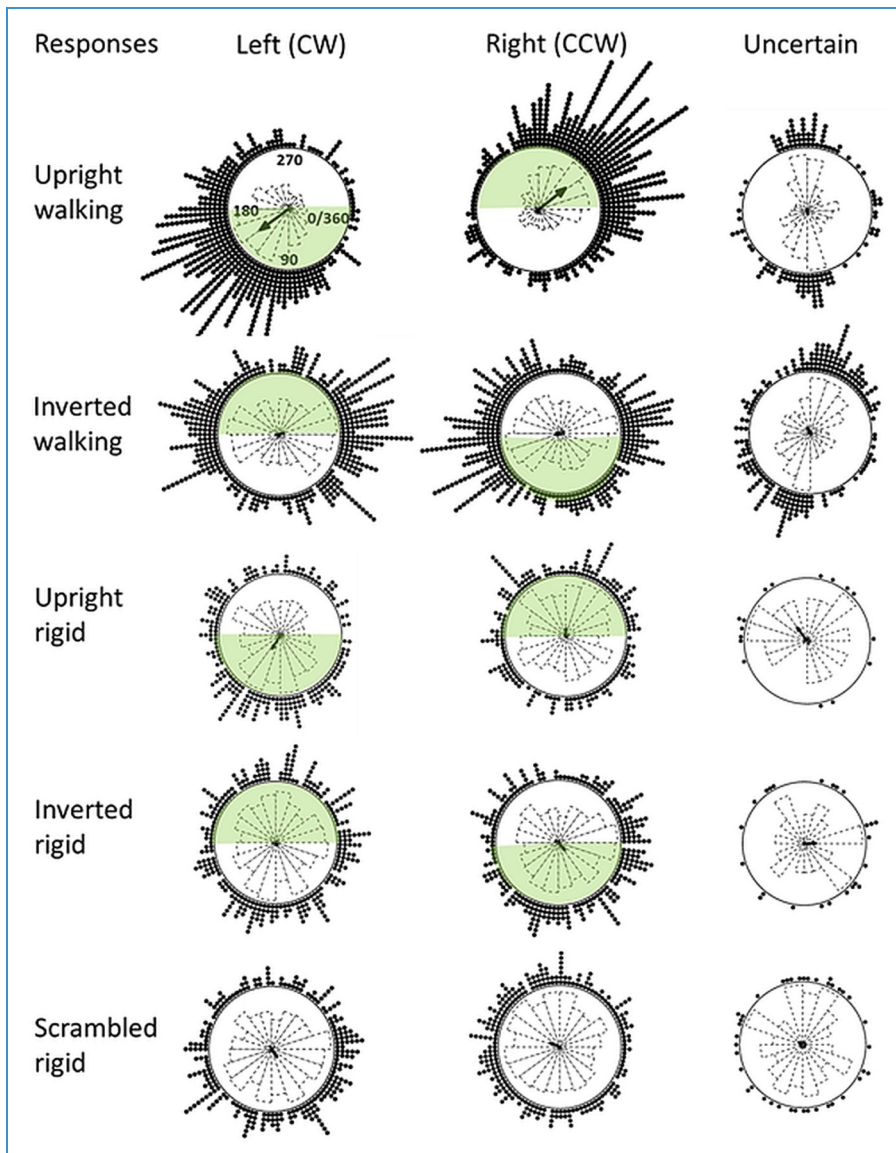 Responses Left (CW) Right (CCW) Uncertain
Upright
walking
270
180
0/360
90
Inverted
walking
Upright
rigid
Inverted
rigid
Scrambled
rigid